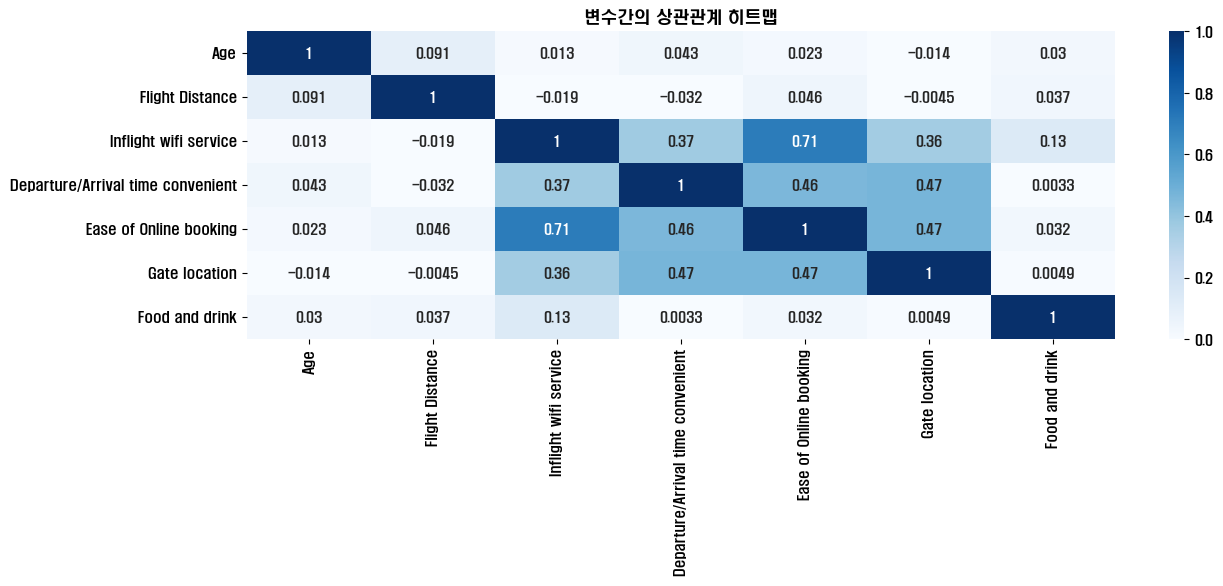 변수간의 상관관계 히트맵
Age 1 0.091 0.013 0.043 0.023 −0.014 0.03
Flight Distance 0.091 1 −0.019 −0.032 0.046 −0.0045 0.037
Inflight wifi service 0.013 −0.019 1 0.37 0.71 0.36 0.13
Departure/Arrival time convenient 0.043 −0.032 0.37 1 0.46 0.47 0.0033
Ease of Online booking 0.023 0.046 0.71 0.46 1 0.47 0.032
Gate location −0.014 −0.0045 0.36 0.47 0.47 1 0.0049
Food and drink 0.03 0.037 0.13 0.0033 0.032 0.0049 1
Age
Flight Distance
Inflight wifi service
Departure/Arrival time convenient
Ease of Online booking
Gate location
Food and drink
1.0
0.8
0.6
0.4
0.2
0.0